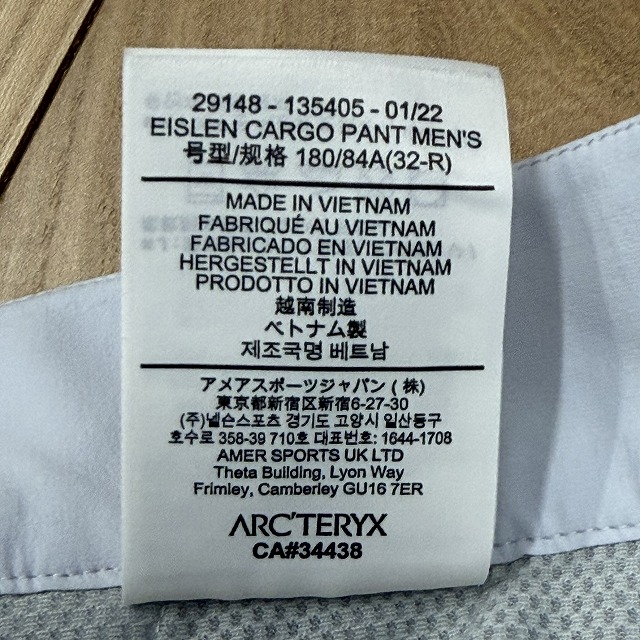 29148 - 135405 - 01/22
EISLEN CARGO PANT MEN'S
号型/规格 180/84A(32-R)
MADE IN VIETNAM
FABRIQUÉ AU VIETNAM
FABRICADO EN VIETNAM
HERGESTELLT IN VIETNAM
PRODOTTO IN VIETNAM
越南制造
ベトナム製
제조국명 베트남
アメアスポーツジャパン (株)
東京都新宿区新宿6-27-30
(주)넬슨스포츠 경기도 고양시 일산동구
호수로 358-39 710호 대표번호: 1644-1708
AMER SPORTS UK LTD
Theta Building, Lyon Way
Frimley, Camberley GU16 7ER
ARC'TERYX
CA#34438